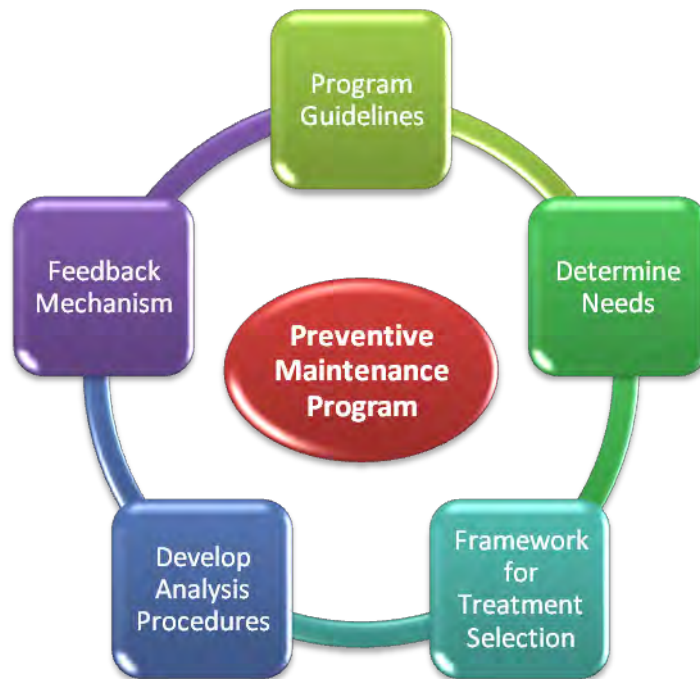 Program
Guidelines
Determine
Needs
Framework
for
Treatment
Selection
Develop
Analysis
Procedures
Feedback
Mechanism
Preventive
Maintenance
Program